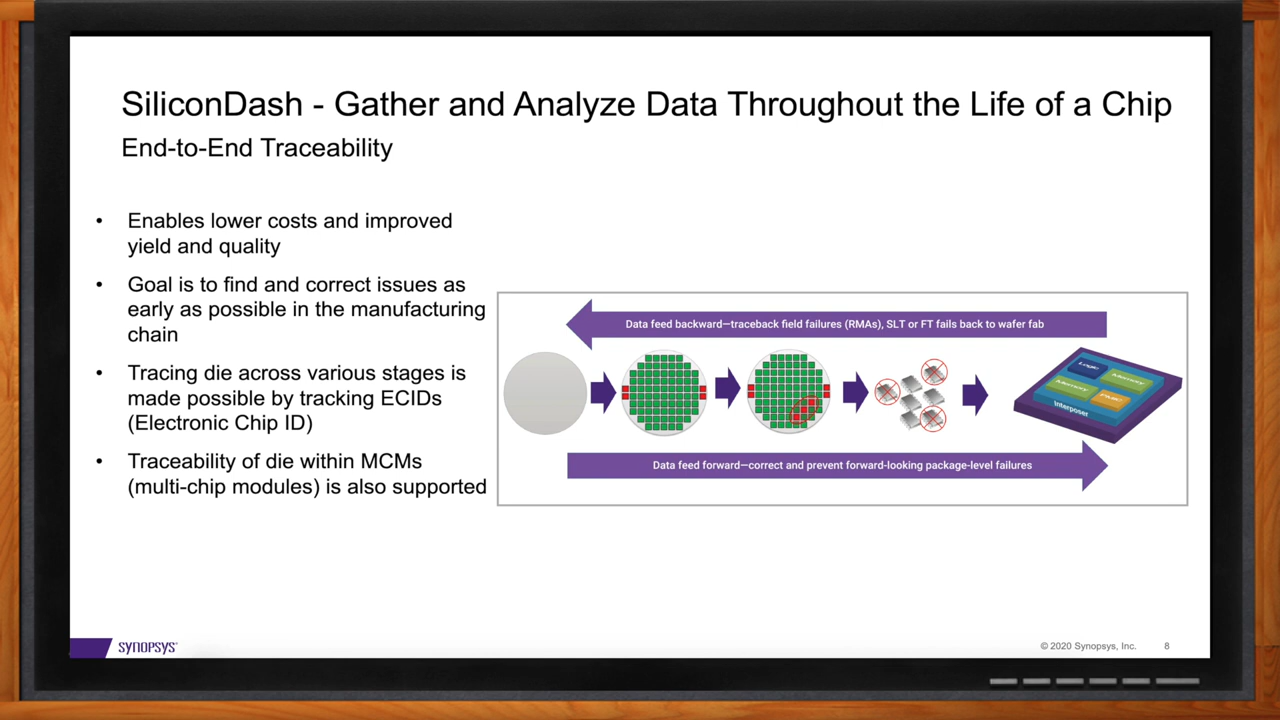 SiliconDash - Gather and Analyze Data Throughout the Life of a Chip
End-to-End Traceability
• Enables lower costs and improved
yield and quality
• Goal is to find and correct issues as
early as possible in the manufacturing
chain
• Tracing die across various stages is
made possible by tracking ECIDs
(Electronic Chip ID)
• Traceability of die within MCMs
(multi-chip modules) is also supported
Data feed backward—traceback field failures (RMAs), SLT or FT fails back to wafer fab
Logic
Memory
Memory
Interposer
Data feed forward—correct and prevent forward-looking package-level failures
SYNOPSYS®
© 2020 Synopsys, Inc.
8